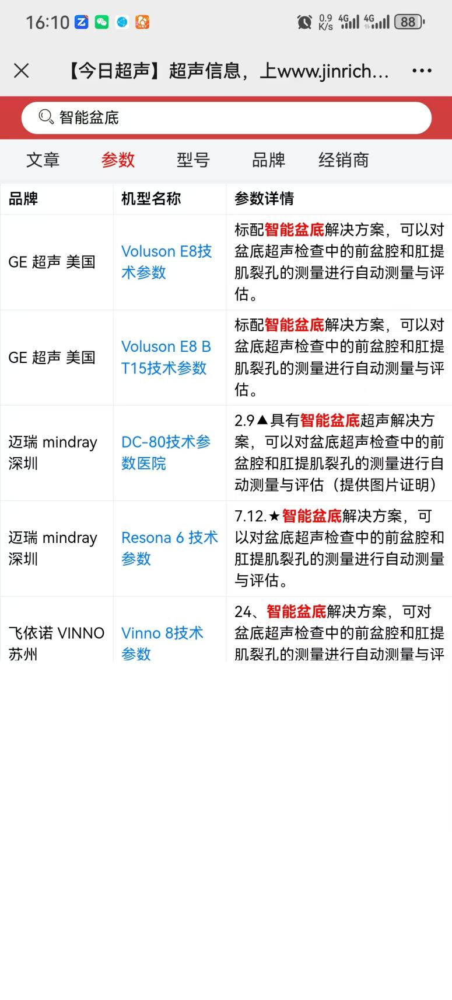 16:10
0.9 K/s 4G 4G 88
【今日超声】超声信息，上www.jinrich...
智能盆底
文章 参数 型号 品牌 经销商
品牌 机型名称 参数详情
GE 超声 美国
Voluson E8技
术参数
标配智能盆底解决方案，可以对
盆底超声检查中的前盆腔和肛提
肌裂孔的测量进行自动测量与评
估。
GE 超声 美国
Voluson E8 B
T15技术参数
标配智能盆底解决方案，可以对
盆底超声检查中的前盆腔和肛提
肌裂孔的测量进行自动测量与评
估。
迈瑞 mindray
深圳
DC-80技术参
数医院
2.9▲具有智能盆底超声解决方
案，可以对盆底超声检查中的前
盆腔和肛提肌裂孔的测量进行自
动测量与评估（提供图片证明）
迈瑞 mindray
深圳
Resona 6 技术
参数
7.12.★智能盆底解决方案，可
以对盆底超声检查中的前盆腔和
肛提肌裂孔的测量进行自动测量
与评估。
飞依诺 VINNO
苏州
Vinno 8技术
参数
24、智能盆底解决方案，可对
盆底超声检查中的前盆腔和肛提
肌裂孔的测量进行自动测量与评